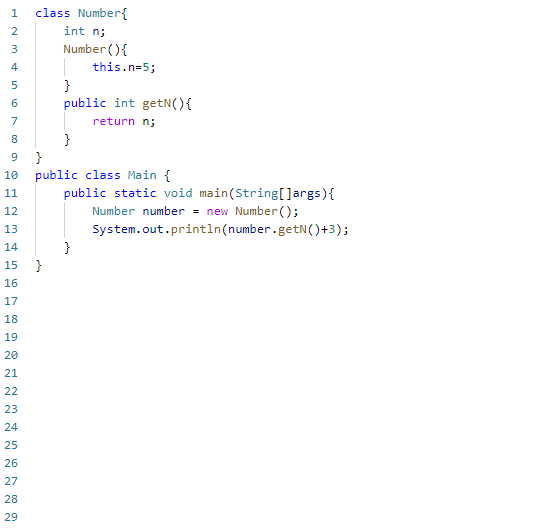 1 class Number{
2     int n;
3     Number(){
4         this.n=5;
5     }
6     public int getN(){
7         return n;
8     }
9 }
10 public class Main {
11     public static void main(String[]args){
12         Number number = new Number();
13         System.out.println(number.getN()+3);
14     }
15 }
16
17
18
19
20
21
22
23
24
25
26
27
28
29